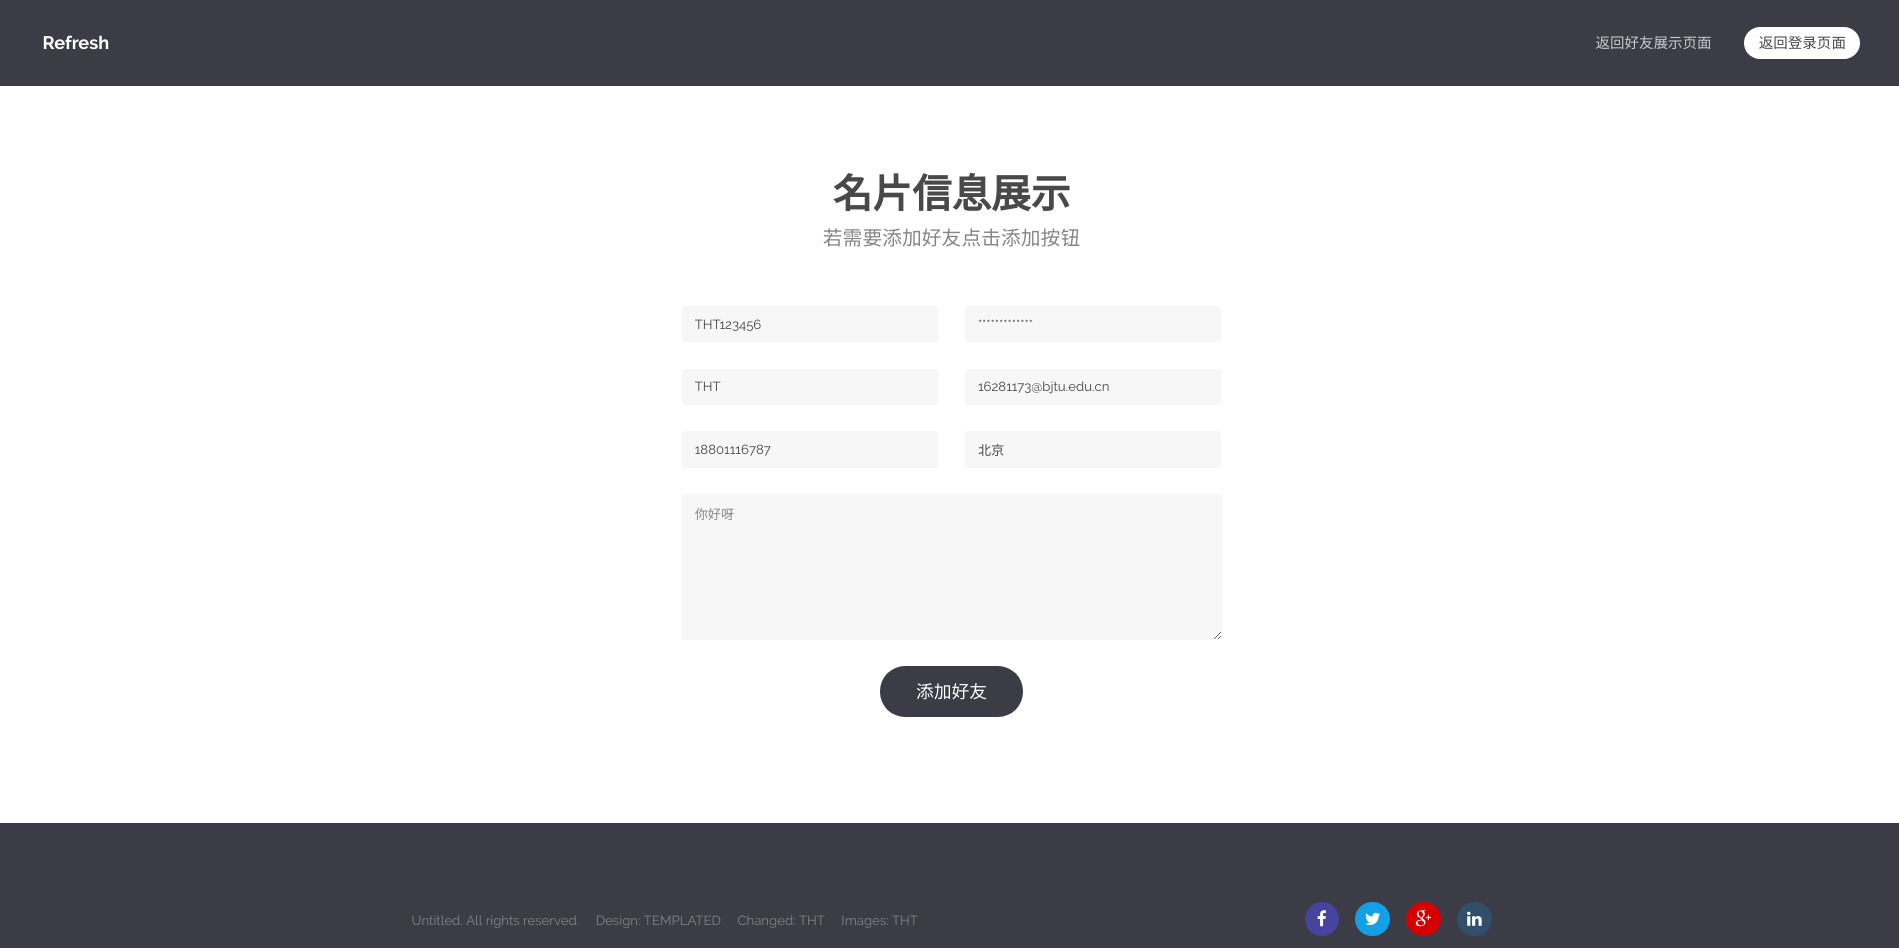 Refresh
返回好友展示页面
返回登录页面
名片信息展示
若需要添加好友点击添加按钮
THT123456
*************
THT
16281173@bjtu.edu.cn
18801116787
北京
你好呀
添加好友
Untitled. All rights reserved. Design: TEMPLATED Changed: THT Images: THT